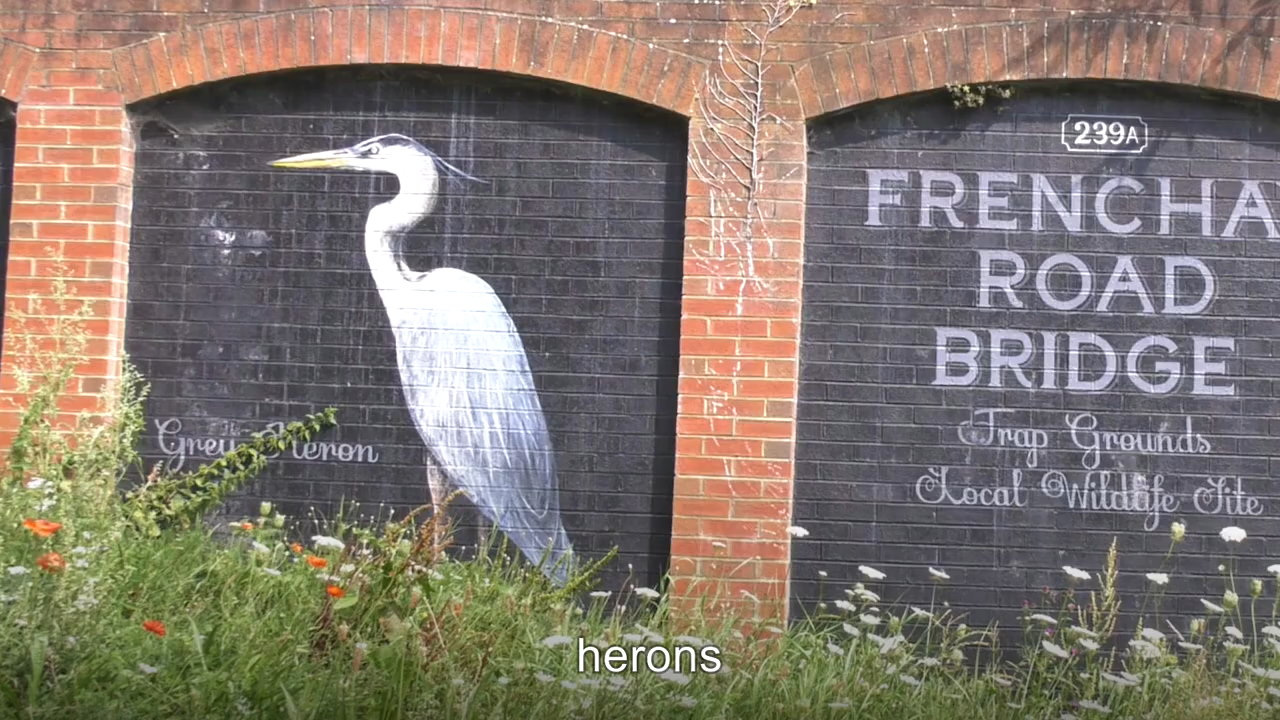 239A
FRENCHA
ROAD
BRIDGE
Grey Heron
Trap Grounds
Local Wildlife Site
herons